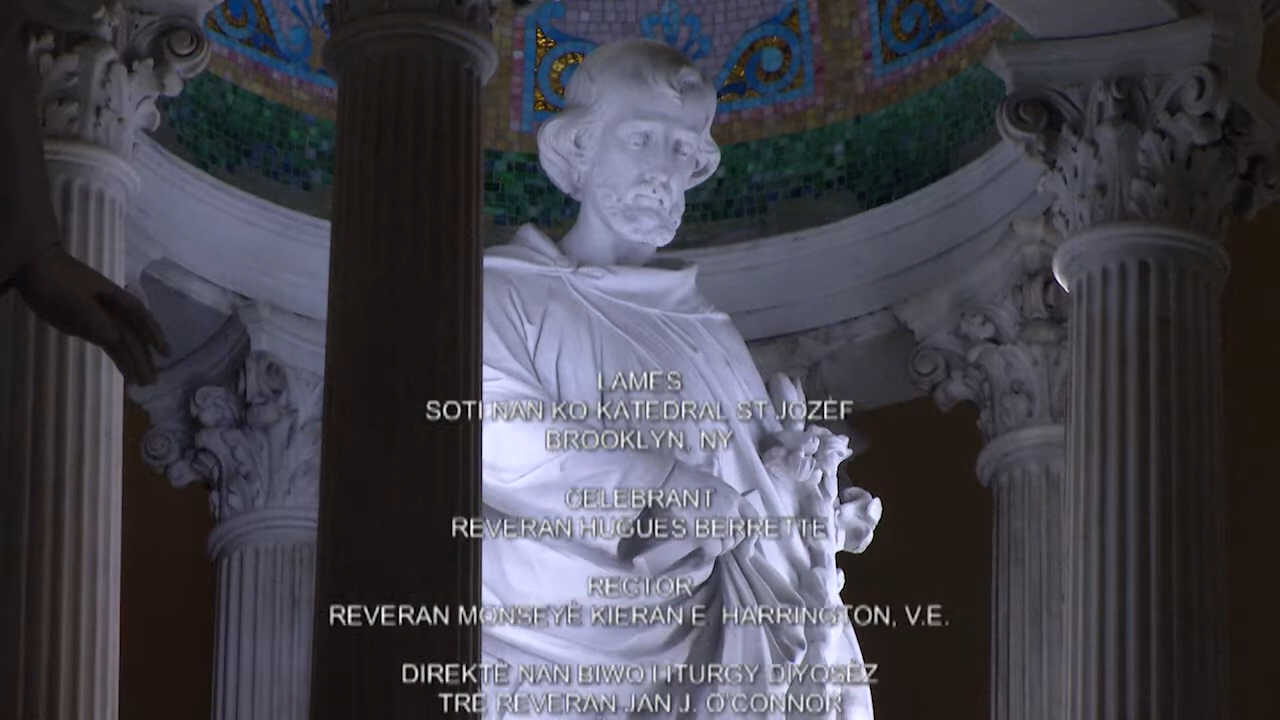 LAMES
SOTI NAN KO KATEDRAL ST JOZEF
BROOKLYN, NY
CELEBRANT
REVERAN HUGUES BERRETTE
RECTOR
REVERAN MONSEYÈ KIERAN E. HARRINGTON, V.E.
DIREKTÈ NAN BIWO LITURGY DIYOSÈZ
TRÈ REVERAN JAN J. O'CONNOR